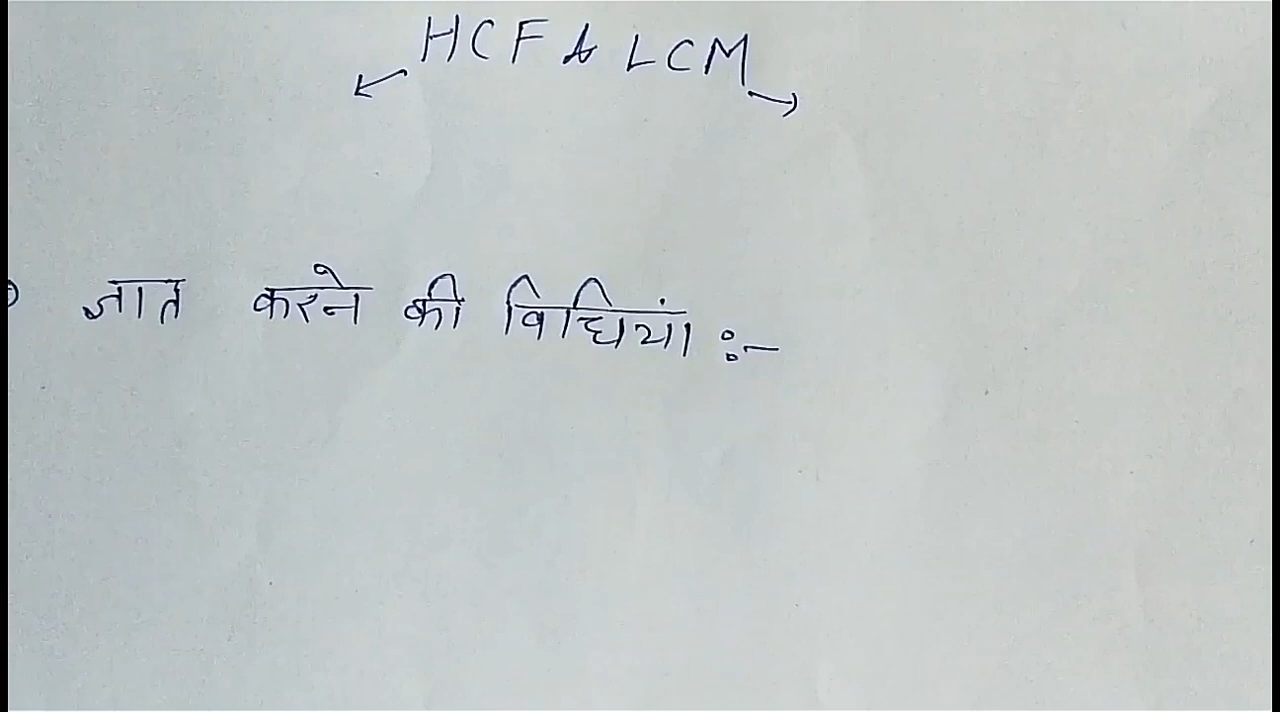 HCF & LCM
ज्ञात करने की विधियां :-